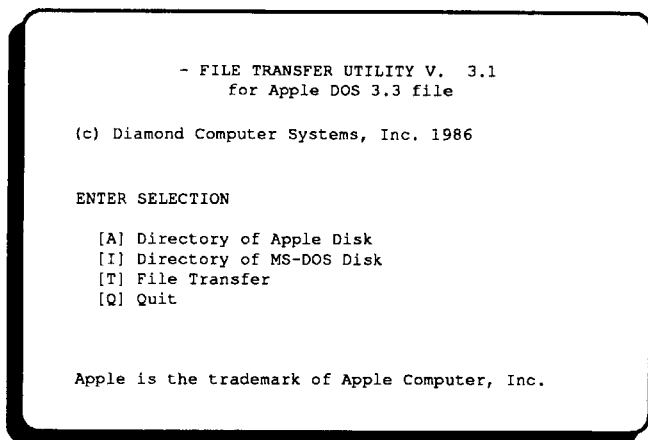 - FILE TRANSFER UTILITY V. 3.1
for Apple DOS 3.3 file
(c) Diamond Computer Systems, Inc. 1986
ENTER SELECTION
[A] Directory of Apple Disk
[I] Directory of MS-DOS Disk
[T] File Transfer
[Q] Quit
Apple is the trademark of Apple Computer, Inc.